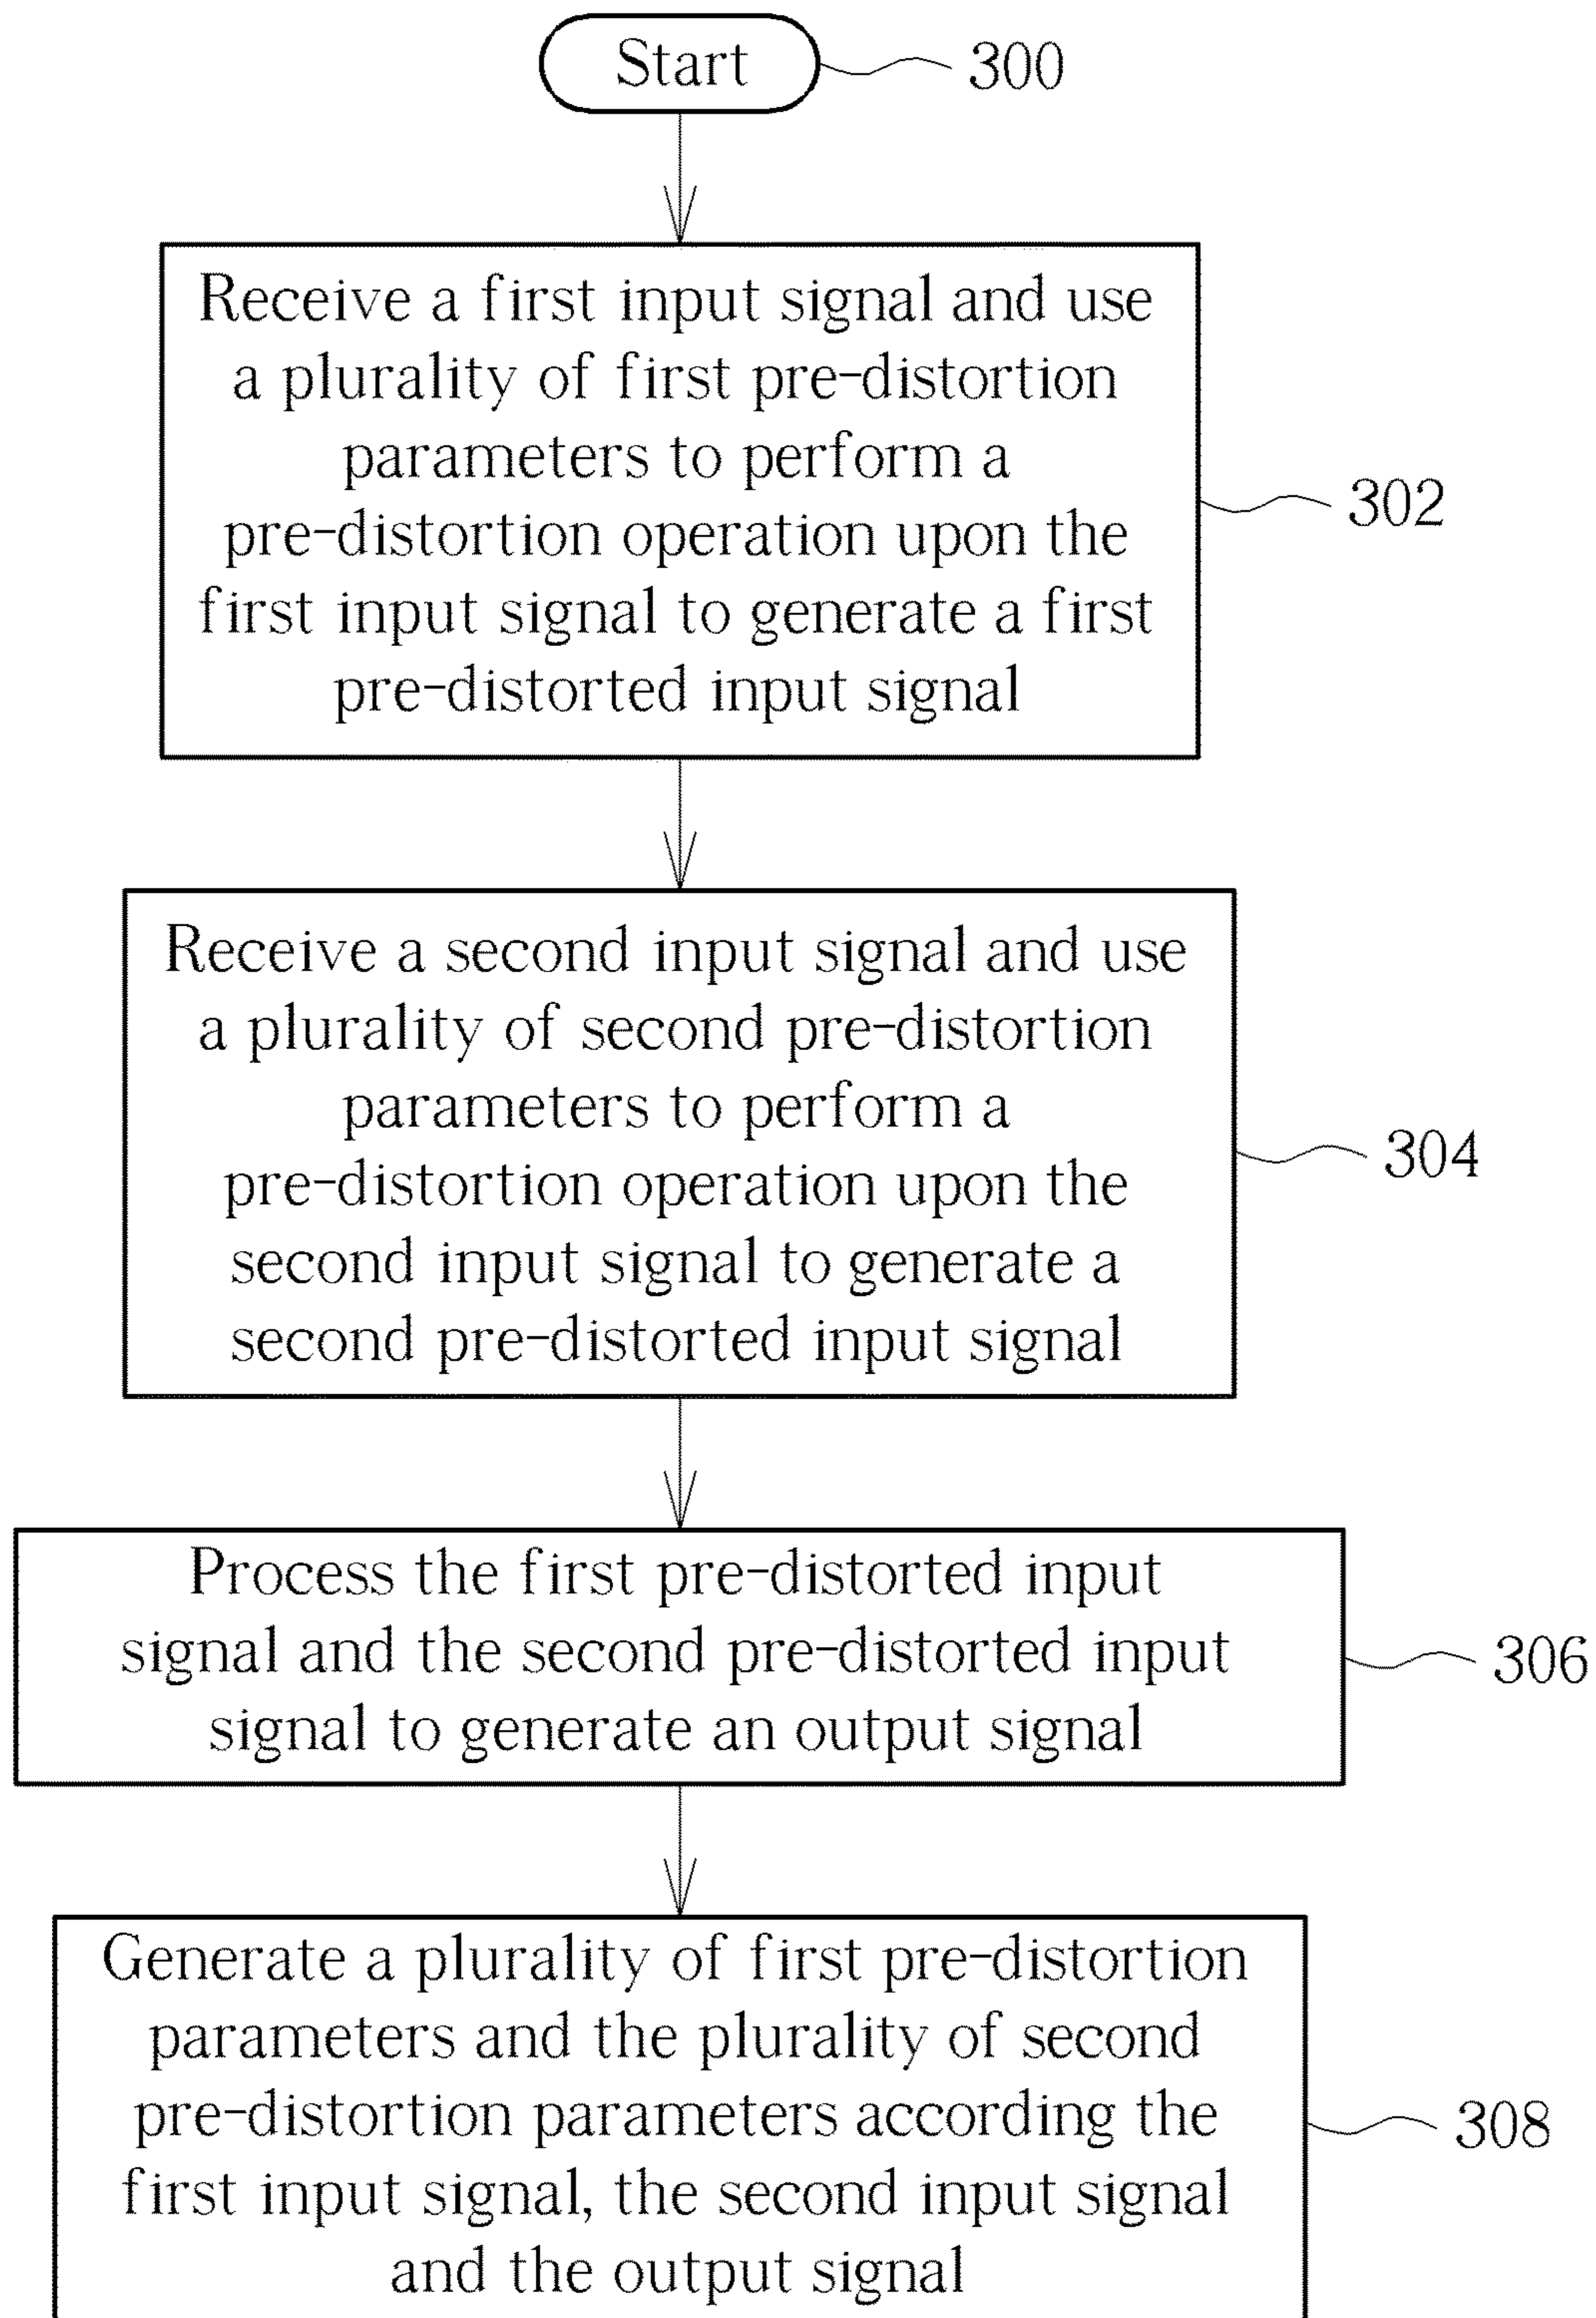 Start
300
Receive a first input signal and use
a plurality of first pre-distortion
parameters to perform a
pre-distortion operation upon the
first input signal to generate a first
pre-distorted input signal
302
Receive a second input signal and use
a plurality of second pre-distortion
parameters to perform a
pre-distortion operation upon the
second input signal to generate a
second pre-distorted input signal
304
Process the first pre-distorted input
signal and the second pre-distorted input
signal to generate an output signal
306
Generate a plurality of first pre-distortion
parameters and the plurality of second
pre-distortion parameters according the
first input signal, the second input signal
and the output signal
308